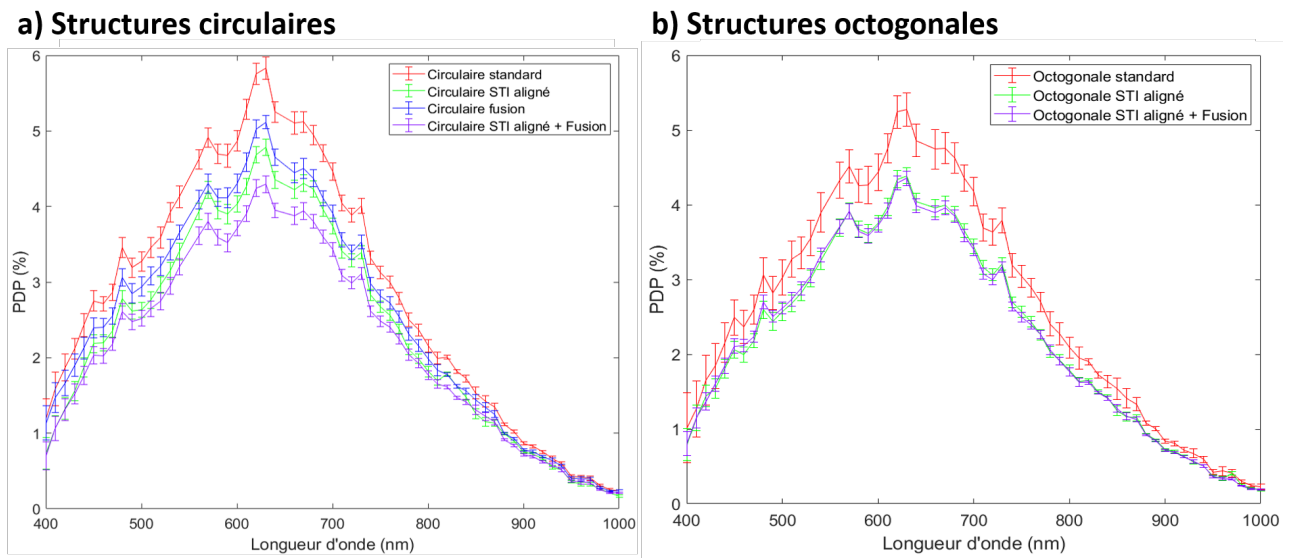 a) Structures circulaires
6
5
4
3
2
1
0
PDP (%)
400 500 600 700 800 900 1000
Longueur d'onde (nm)
Circulaire standard
Circulaire STI aligné
Circulaire fusion
Circulaire STI aligné + Fusion
b) Structures octogonales
6
5
4
3
2
1
0
PDP (%)
400 500 600 700 800 900 1000
Longueur d'onde (nm)
Octogonale standard
Octogonale STI aligné
Octogonale STI aligné + Fusion